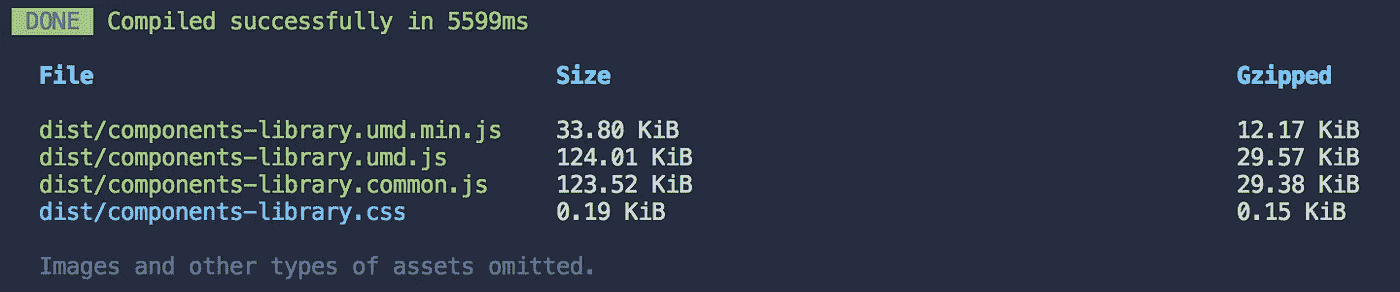 DONE Compiled successfully in 5599ms
File Size Gzipped
dist/components-library.umd.min.js 33.80 KiB 12.17 KiB
dist/components-library.umd.js 124.01 KiB 29.57 KiB
dist/components-library.common.js 123.52 KiB 29.38 KiB
dist/components-library.css 0.19 KiB 0.15 KiB
Images and other types of assets omitted.